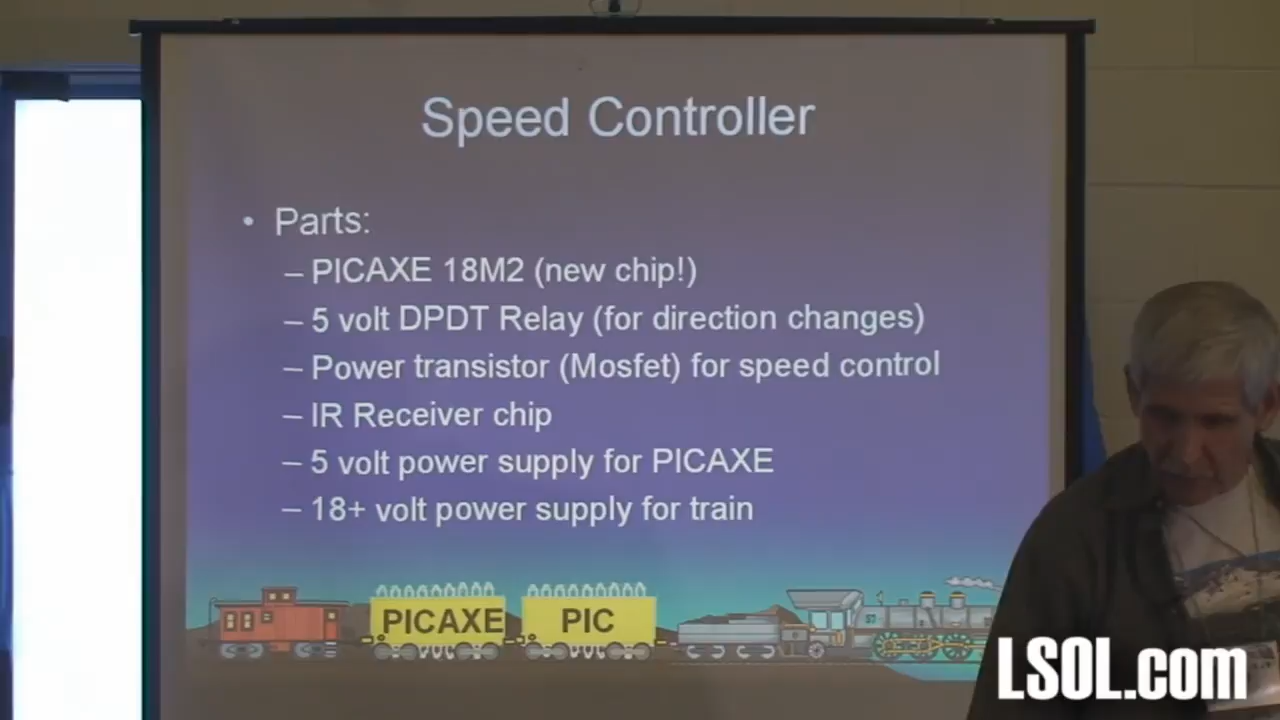 Speed Controller
• Parts:
– PICAXE 18M2 (new chip!)
– 5 volt DPDT Relay (for direction changes)
– Power transistor (Mosfet) for speed control
– IR Receiver chip
– 5 volt power supply for PICAXE
– 18+ volt power supply for train
PICAXE PIC
LSOL.com